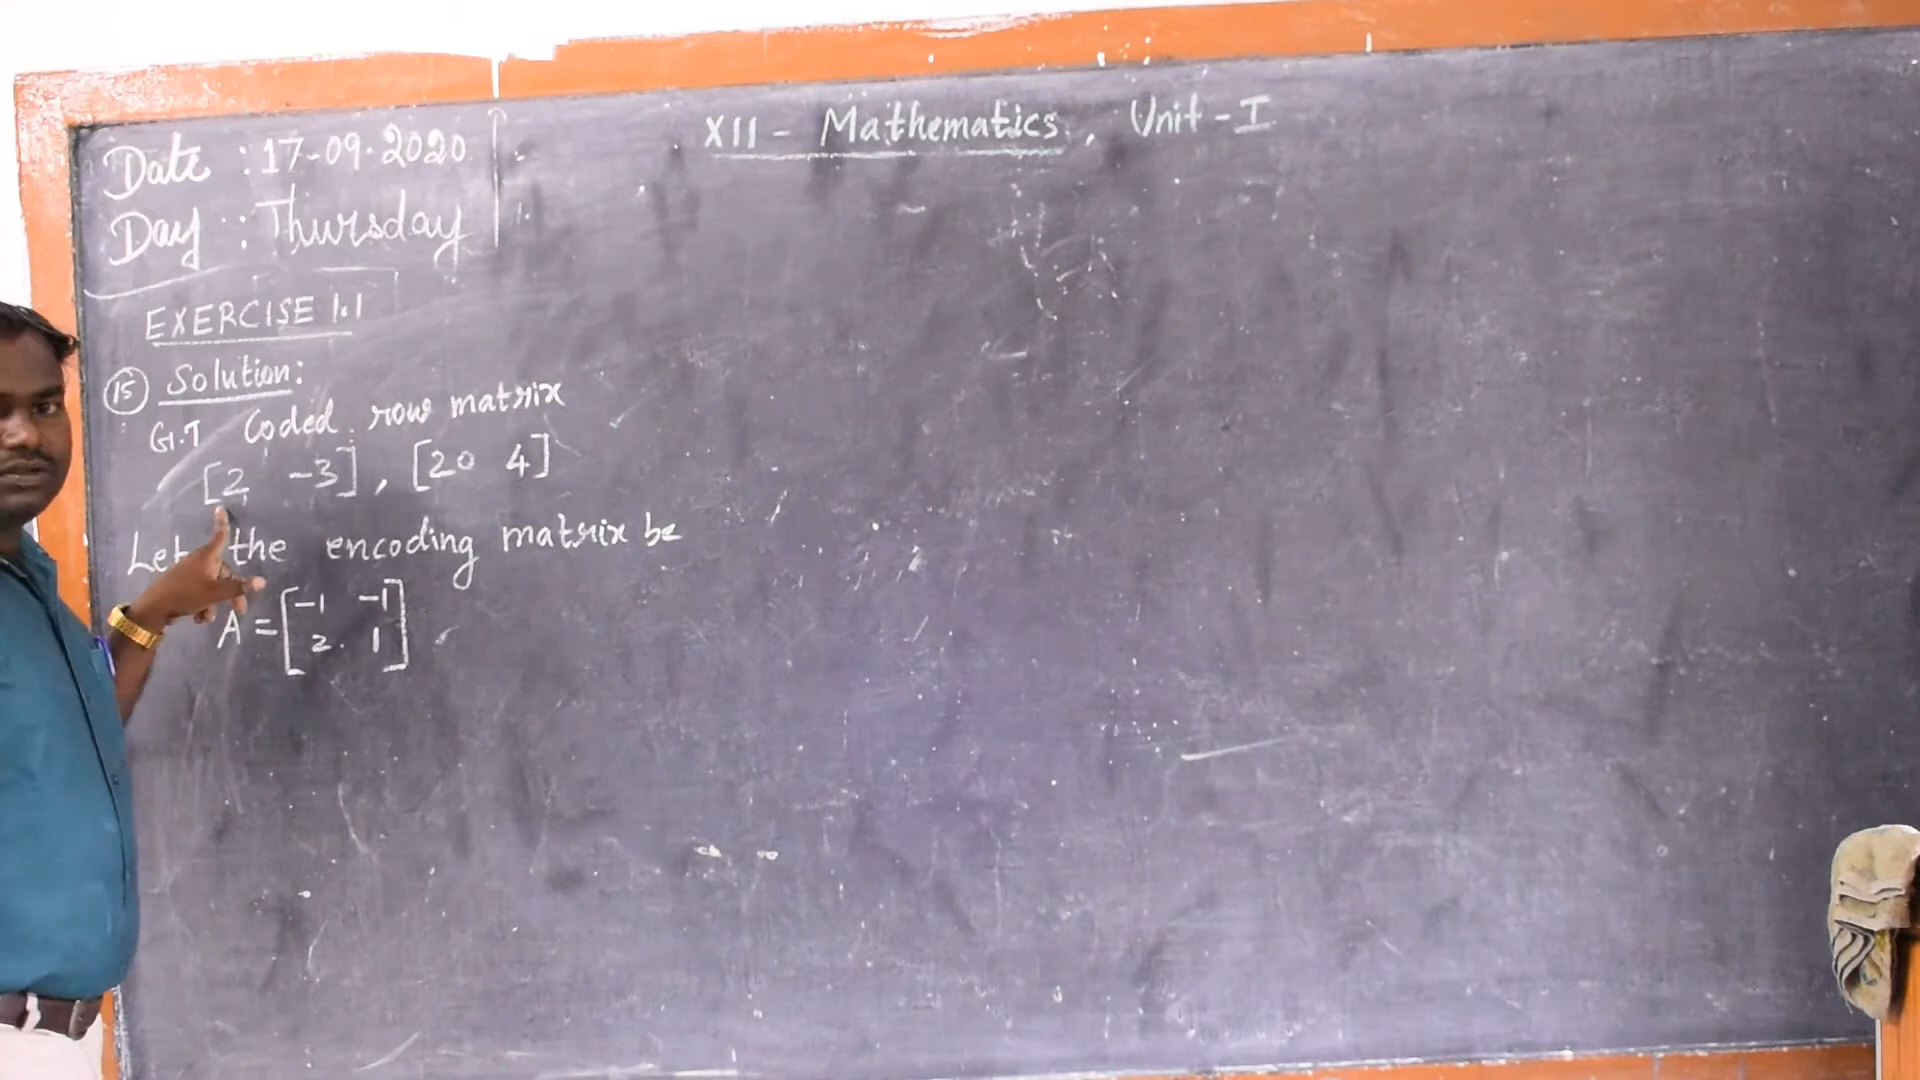 XII - Mathematics, Unit - I
Date : 17-09-2020
Day : Thursday
EXERCISE 1.1
15 Solution:
G.T Coded row matrix
[2 -3], [20 4]
Let the encoding matrix be
A = [-1 -1
2 1]